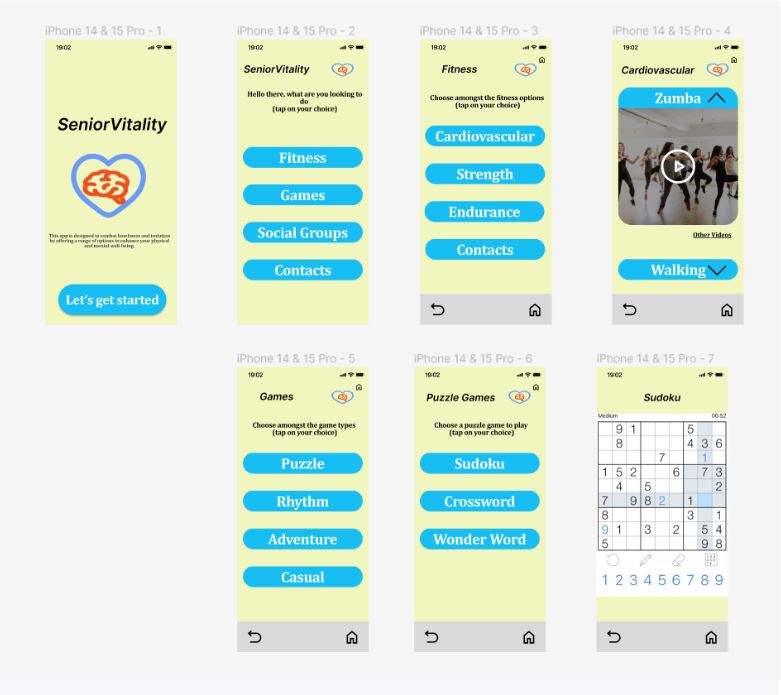 iPhone 14 & 15 Pro - 1
19:02
SeniorVitality
This app is designed to combat loneliness and isolation
by offering a range of options to enhance your physical
and mental well-being.
Let's get started
iPhone 14 & 15 Pro - 2
19:02
SeniorVitality
Hello there, what are you looking to
do
(tap on your choice)
Fitness
Games
Social Groups
Contacts
iPhone 14 & 15 Pro - 3
19:02
Fitness
Choose amongst the fitness options
(tap on your choice)
Cardiovascular
Strength
Endurance
Contacts
iPhone 14 & 15 Pro - 4
19:02
Cardiovascular
Zumba
Other Videos
Walking
iPhone 14 & 15 Pro - 5
19:02
Games
Choose amongst the game types
(tap on your choice)
Puzzle
Rhythm
Adventure
Casual
iPhone 14 & 15 Pro - 6
19:02
Puzzle Games
Choose a puzzle game to play
(tap on your choice)
Sudoku
Crossword
Wonder Word
iPhone 14 & 15 Pro - 7
19:02
Sudoku
Medium 00:52
9 1 5
8 4 3 6
7 1
1 5 2 6 7 3
4 5 2
7 9 8 2 1
8 3 1
9 1 3 2 5 4
5 9 8
1 2 3 4 5 6 7 8 9